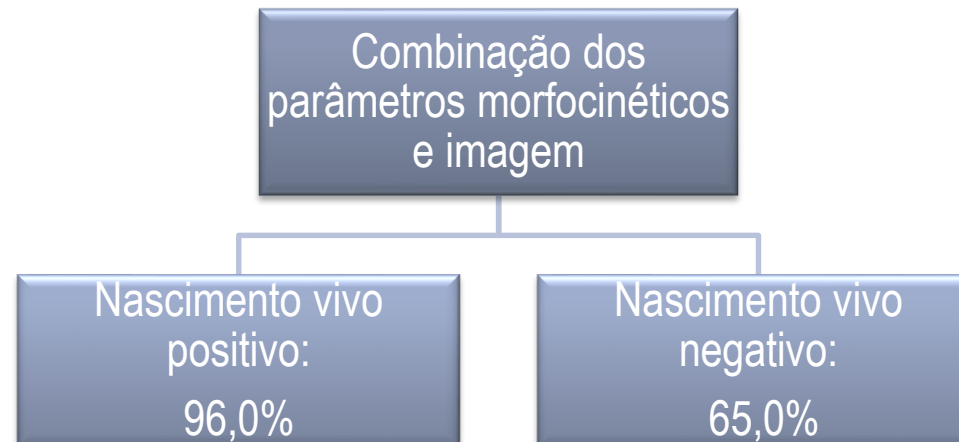 Combinação dos
parâmetros morfocinéticos
e imagem
Nascimento vivo
positivo:
96,0%
Nascimento vivo
negativo:
65,0%